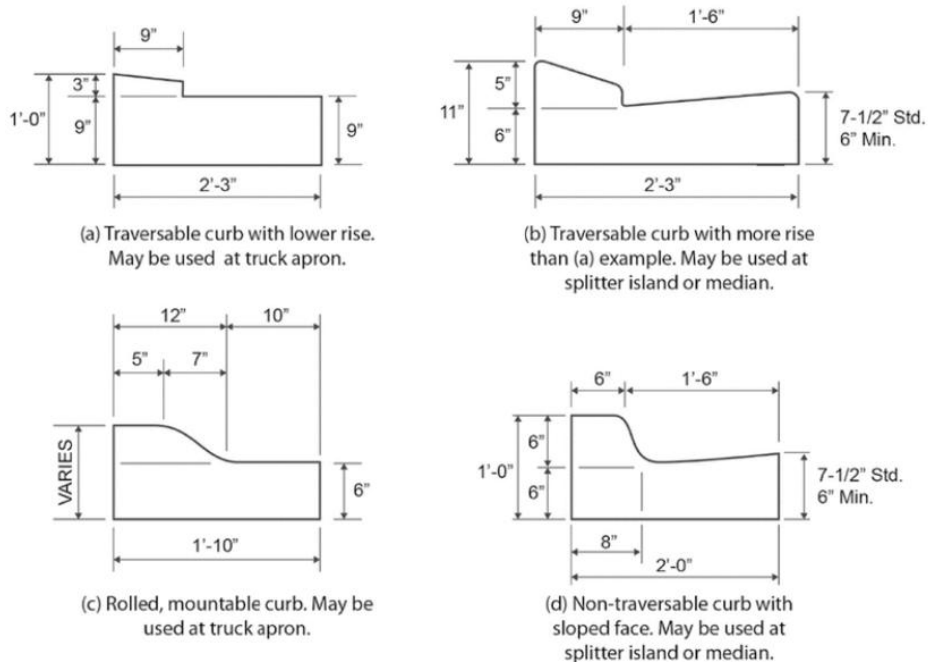 9”
3”
1’-0”
9”
9”
2’-3”
(a) Traversable curb with lower rise.
May be used at truck apron.
9”
1’-6”
5”
11”
6”
7-1/2” Std.
6” Min.
2’-3”
(b) Traversable curb with more rise
than (a) example. May be used at
splitter island or median.
12”
10”
5”
7”
VARIES
6”
1’-10”
(c) Rolled, mountable curb. May be
used at truck apron.
6”
1’-6”
6”
1’-0”
6”
7-1/2” Std.
6” Min.
8”
2’-0”
(d) Non-traversable curb with
sloped face. May be used at
splitter island or median.